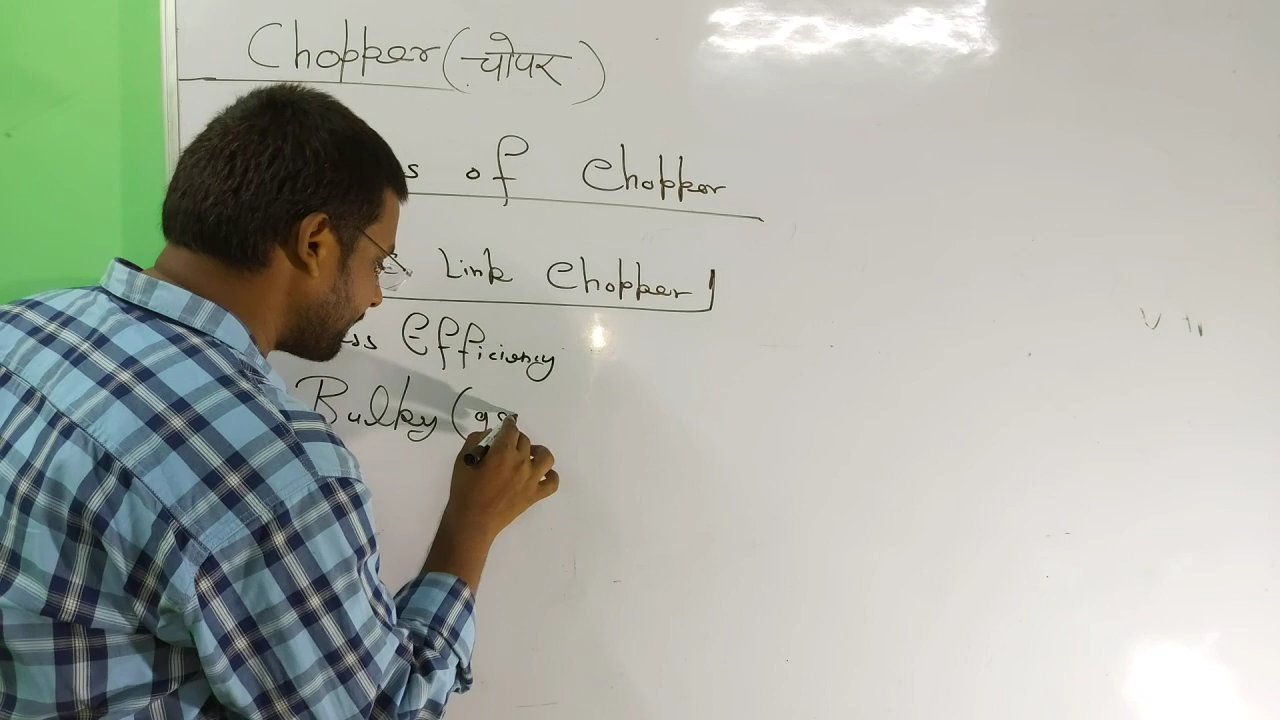 Chopper (चोपर)
of Chopper
Link Chopper]
Efficiency
Bulky (